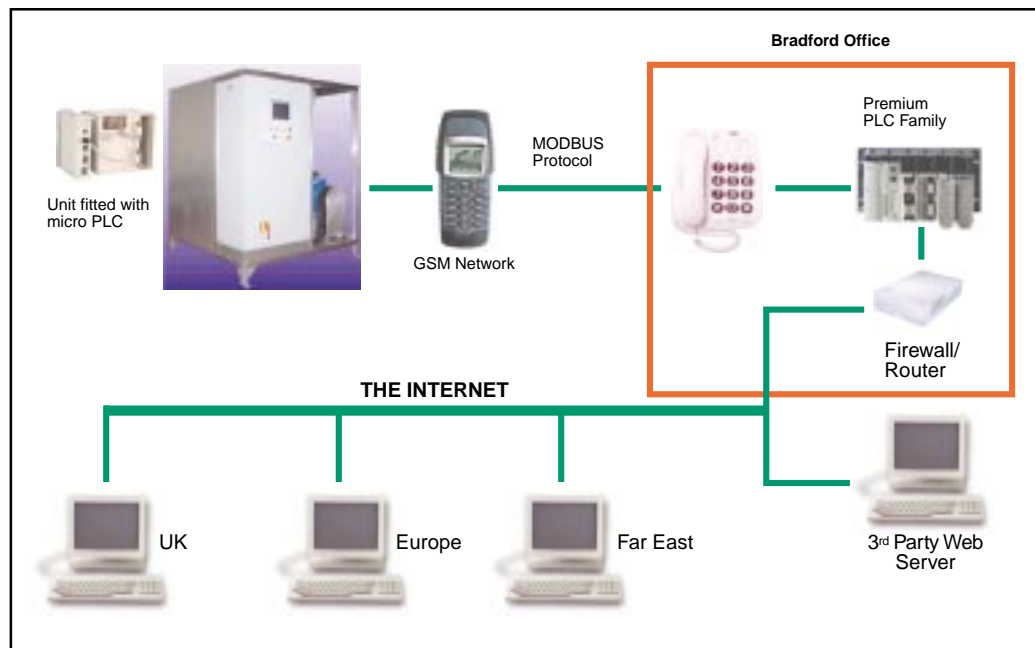 Bradford Office
Premium
PLC Family
MODBUS
Protocol
Unit fitted with
micro PLC
GSM Network
Firewall/
Router
THE INTERNET
UK
Europe
Far East
3rd Party Web
Server